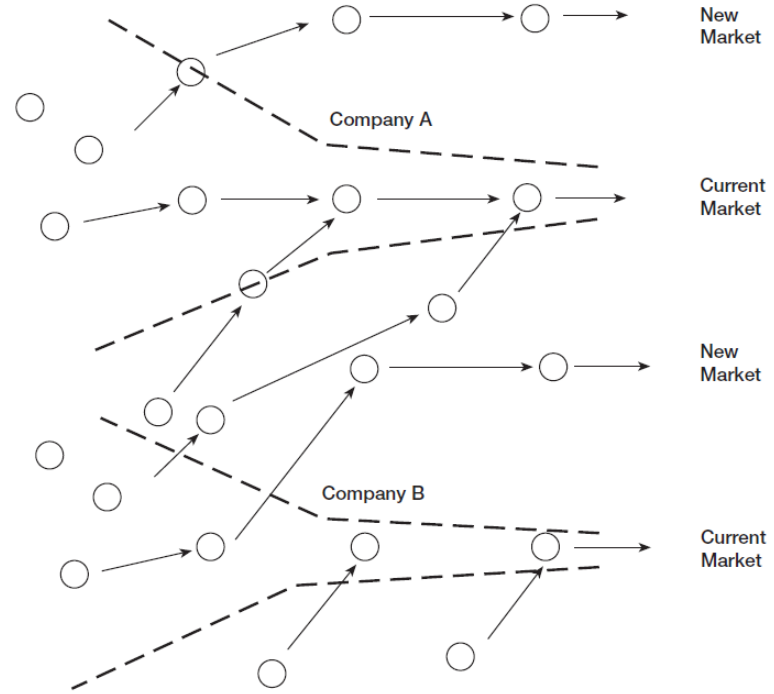 New
Market
Company A
Current
Market
New
Market
Company B
Current
Market